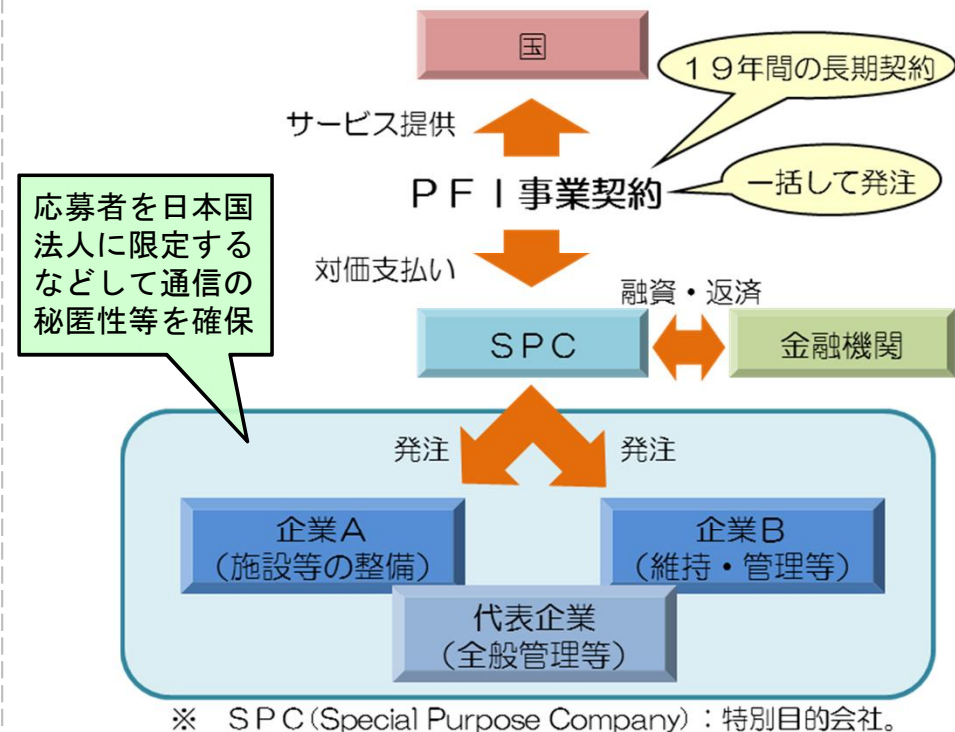 国
１９年間の長期契約
サービス提供
ＰＦＩ事業契約
一括して発注
応募者を日本国
法人に限定する
などして通信の
秘匿性等を確保
対価支払い
融資・返済
ＳＰＣ
金融機関
発注
発注
企業Ａ
（施設等の整備）
企業Ｂ
（維持・管理等）
代表企業
（全般管理等）
※　ＳＰＣ(Special Purpose Company)：特別目的会社。